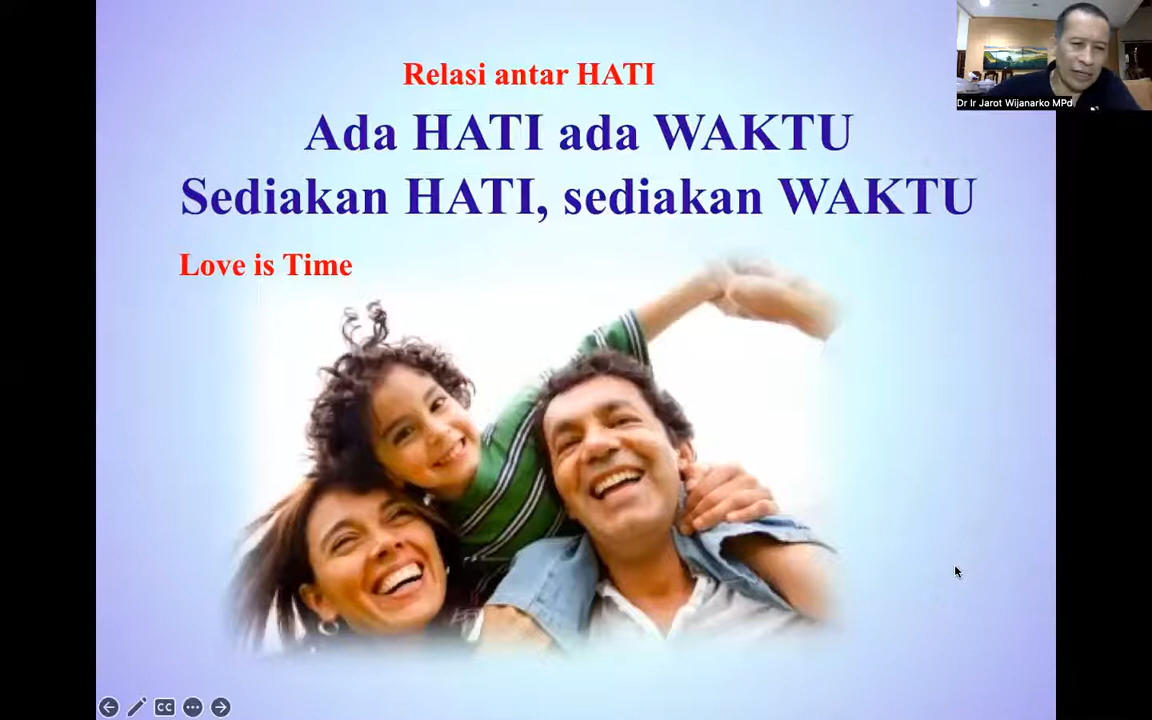 Relasi antar HATI
Dr Ir Jarot Wijanarko MPd
Ada HATI ada WAKTU
Sediakan HATI, sediakan WAKTU
Love is Time
CC